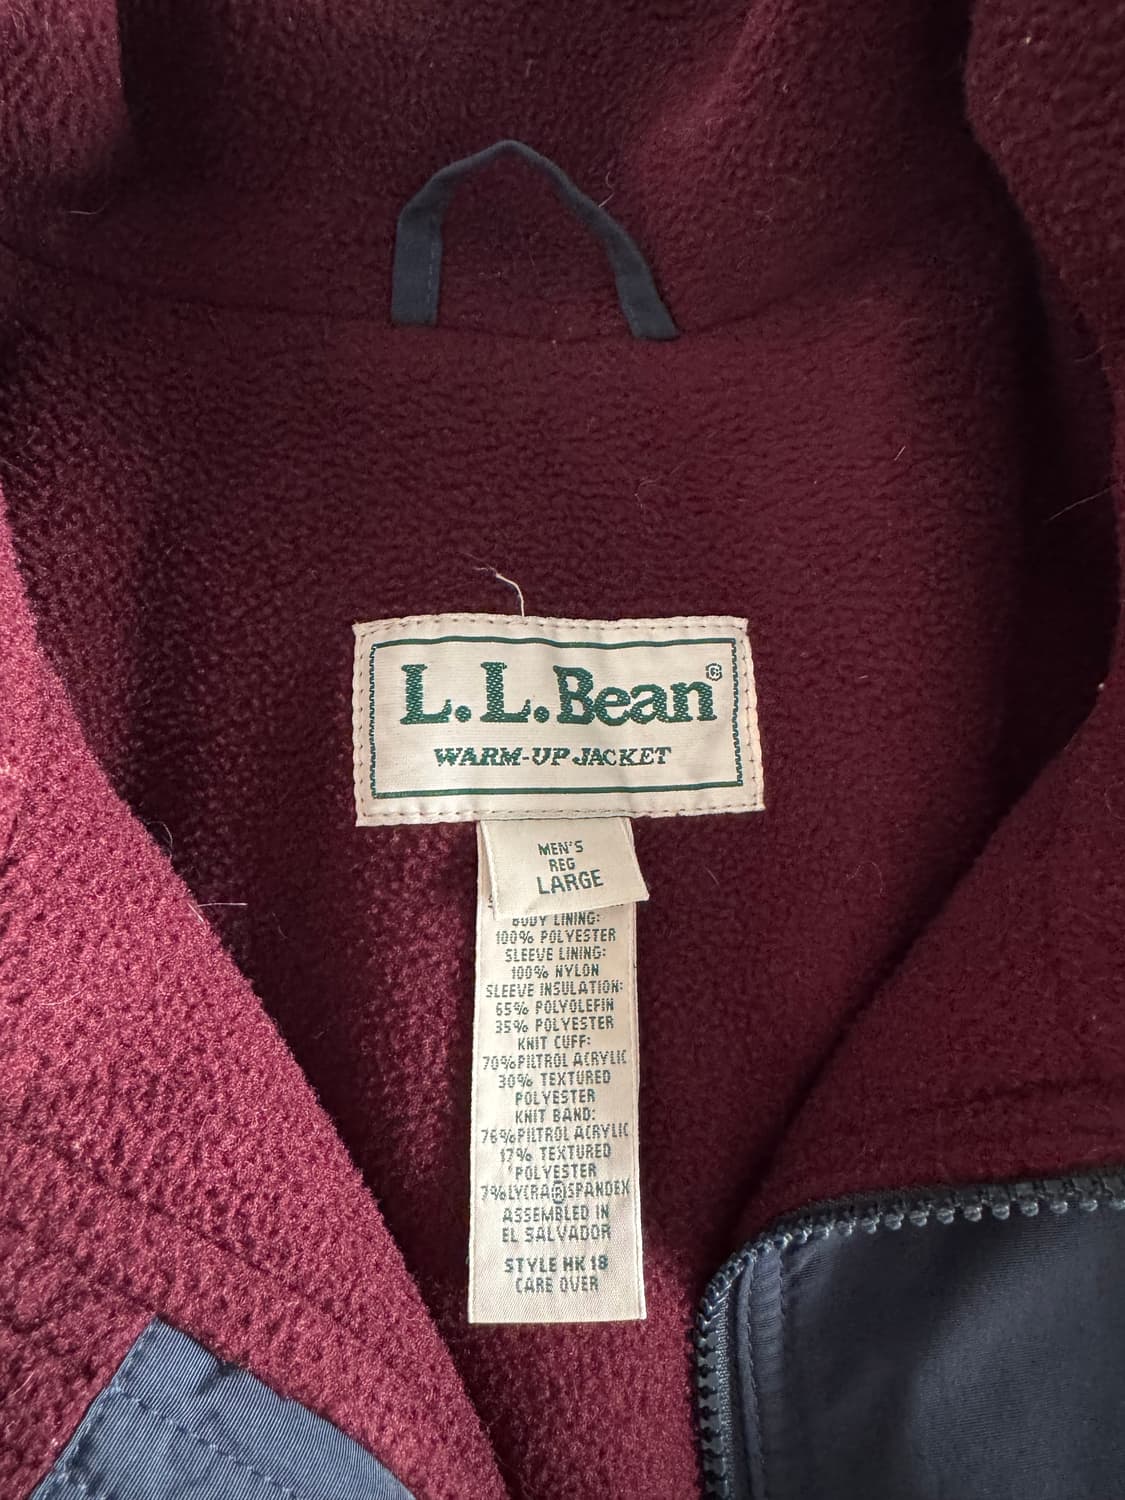 L.L.Bean®
WARM-UP JACKET
MEN'S
REG
LARGE
BODY LINING:
100% POLYESTER
SLEEVE LINING:
100% NYLON
SLEEVE INSULATION:
65% POLYOLEFIN
35% POLYESTER
KNIT CUFF:
70%PILTROL ACRYLIC
30% TEXTURED
POLYESTER
KNIT BAND:
76%PILTROL ACRYLIC
17% TEXTURED
POLYESTER
7%LYCRA®SPANDEX
ASSEMBLED IN
EL SALVADOR
STYLE HK 18
CARE OVER